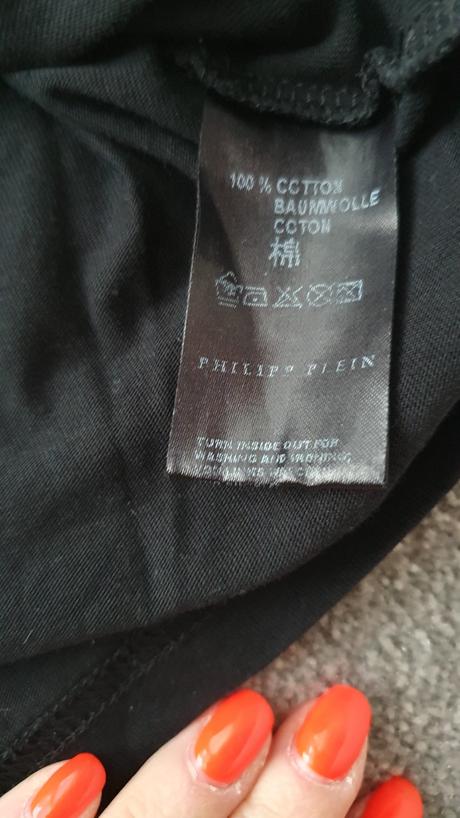 100 % COTTON
BAUMWOLLE
COTON
棉
PHILIPP PLEIN
TURN INSIDE OUT FOR
WASHING AND IRONING;